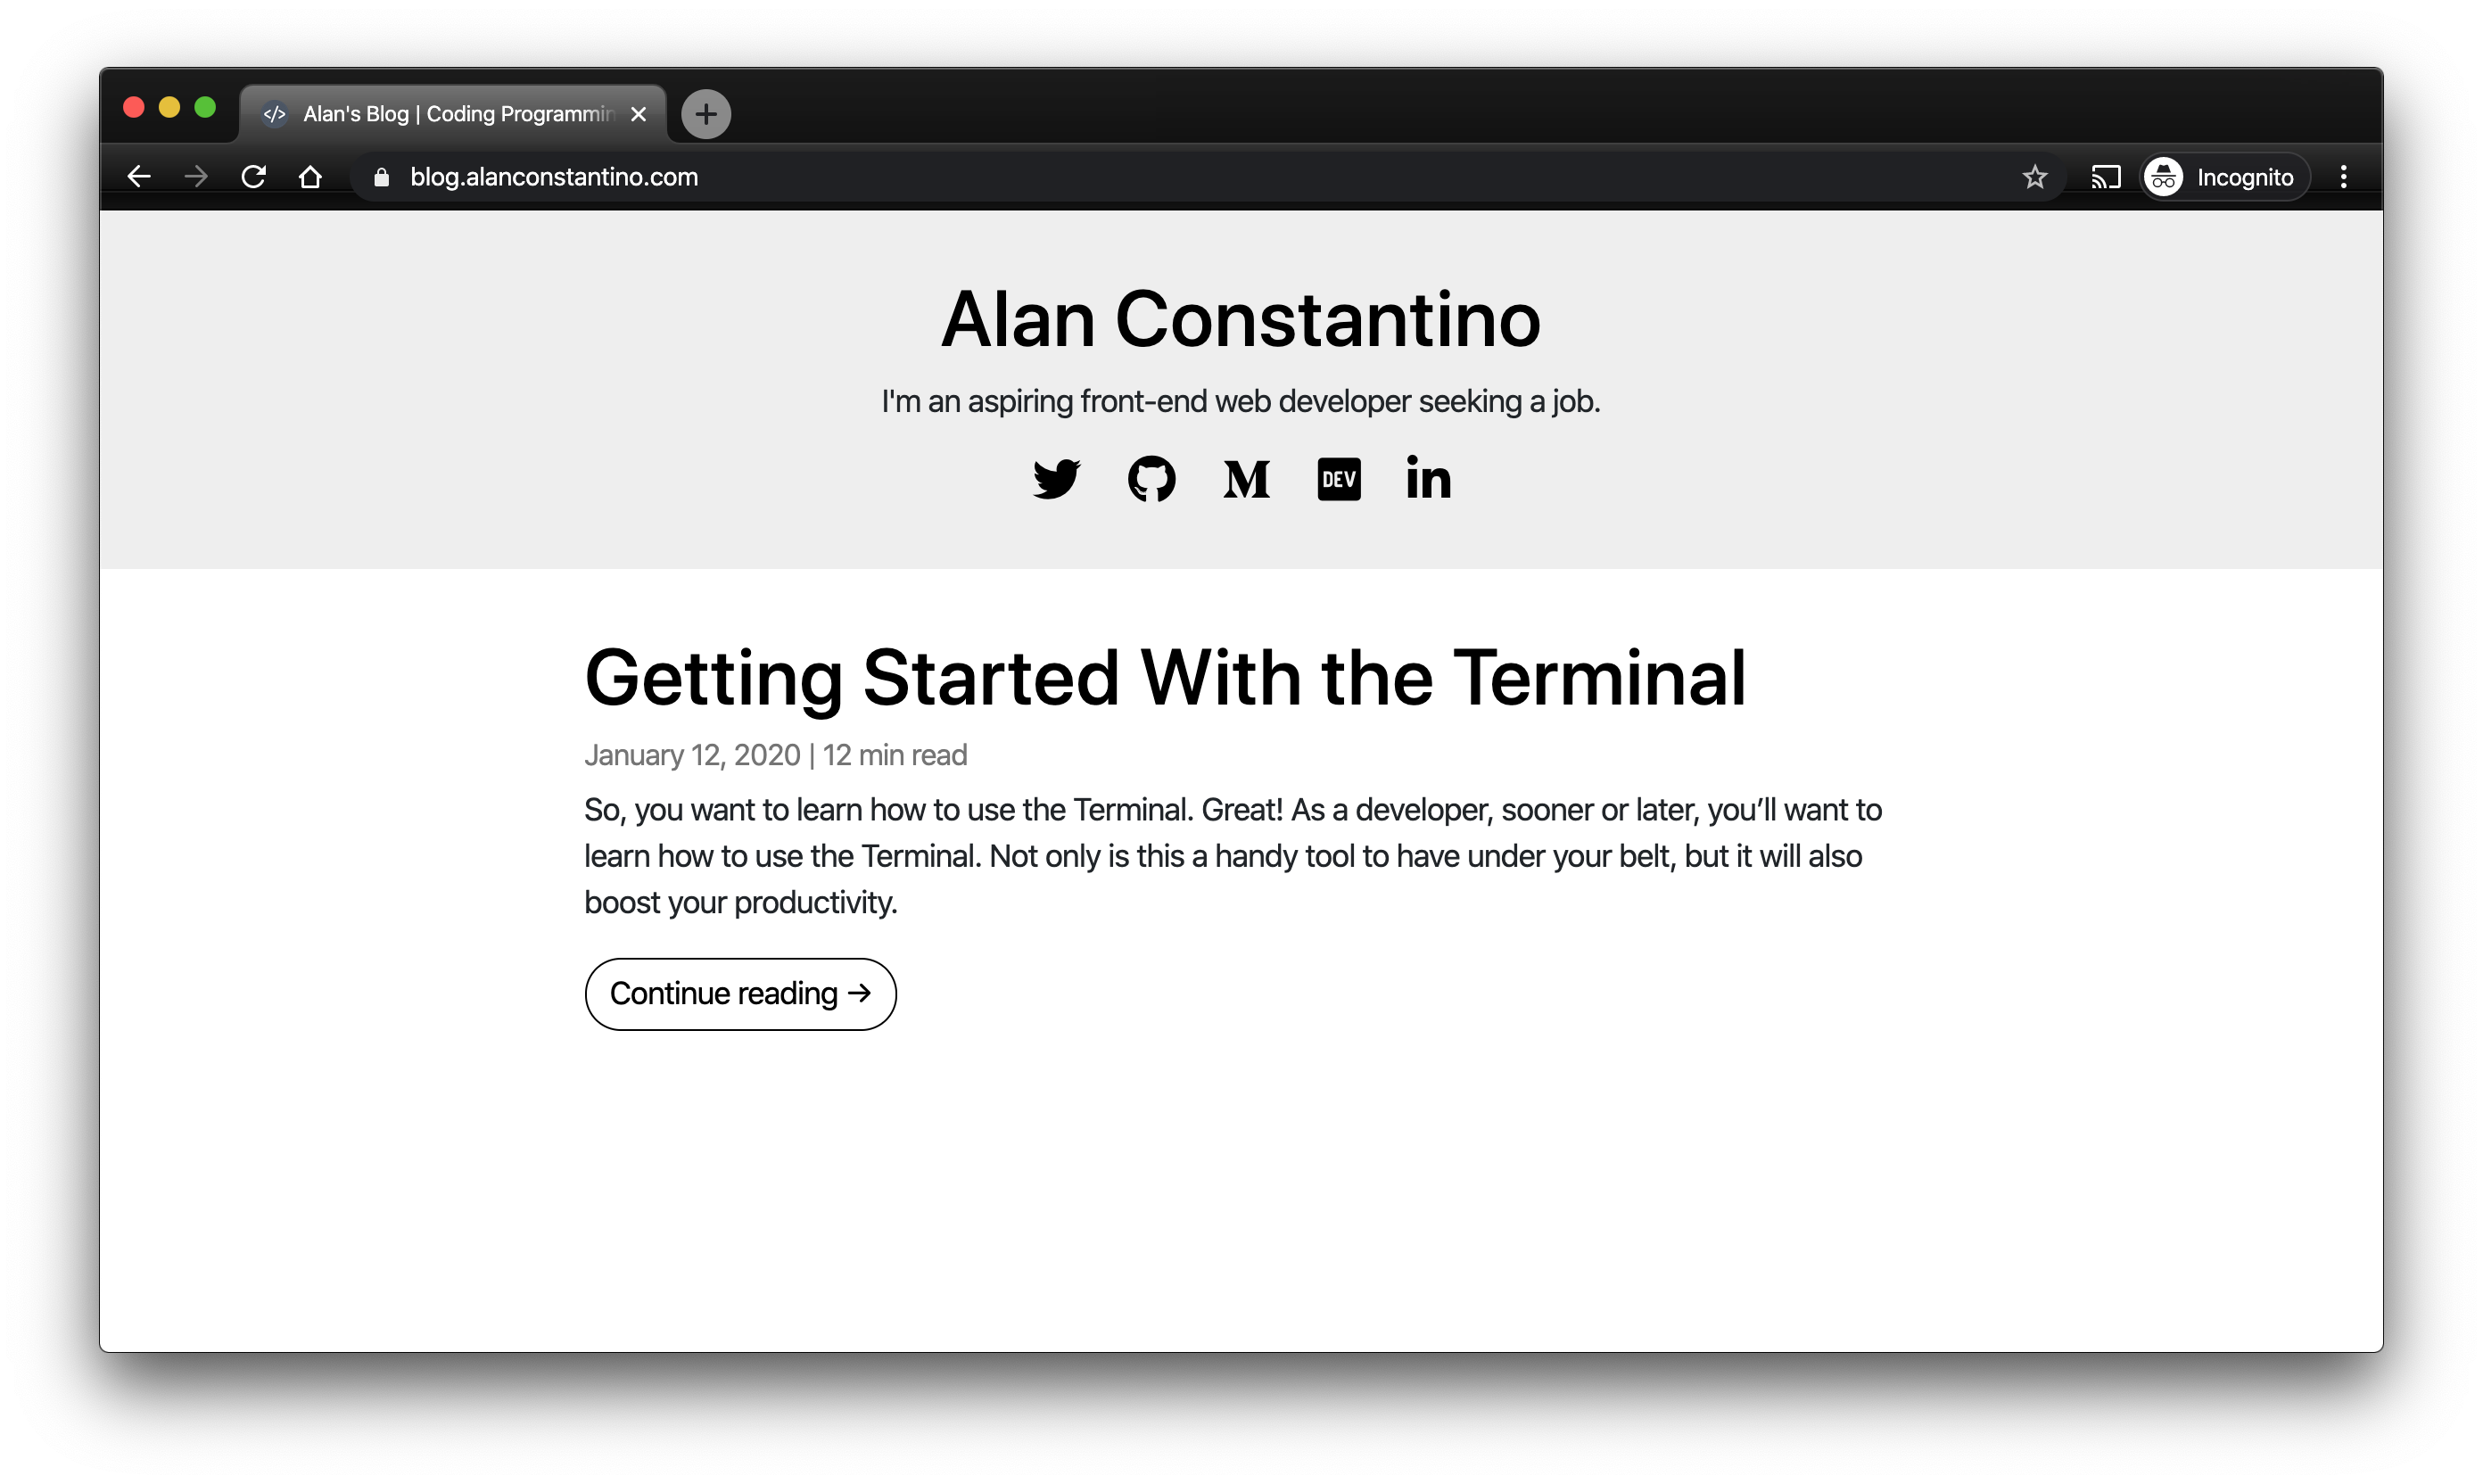 Alan's Blog | Coding Programmin
blog.alanconstantino.com
Incognito
Alan Constantino
I'm an aspiring front-end web developer seeking a job.
M DEV in
Getting Started With the Terminal
January 12, 2020 | 12 min read
So, you want to learn how to use the Terminal. Great! As a developer, sooner or later, you’ll want to
learn how to use the Terminal. Not only is this a handy tool to have under your belt, but it will also
boost your productivity.
Continue reading →